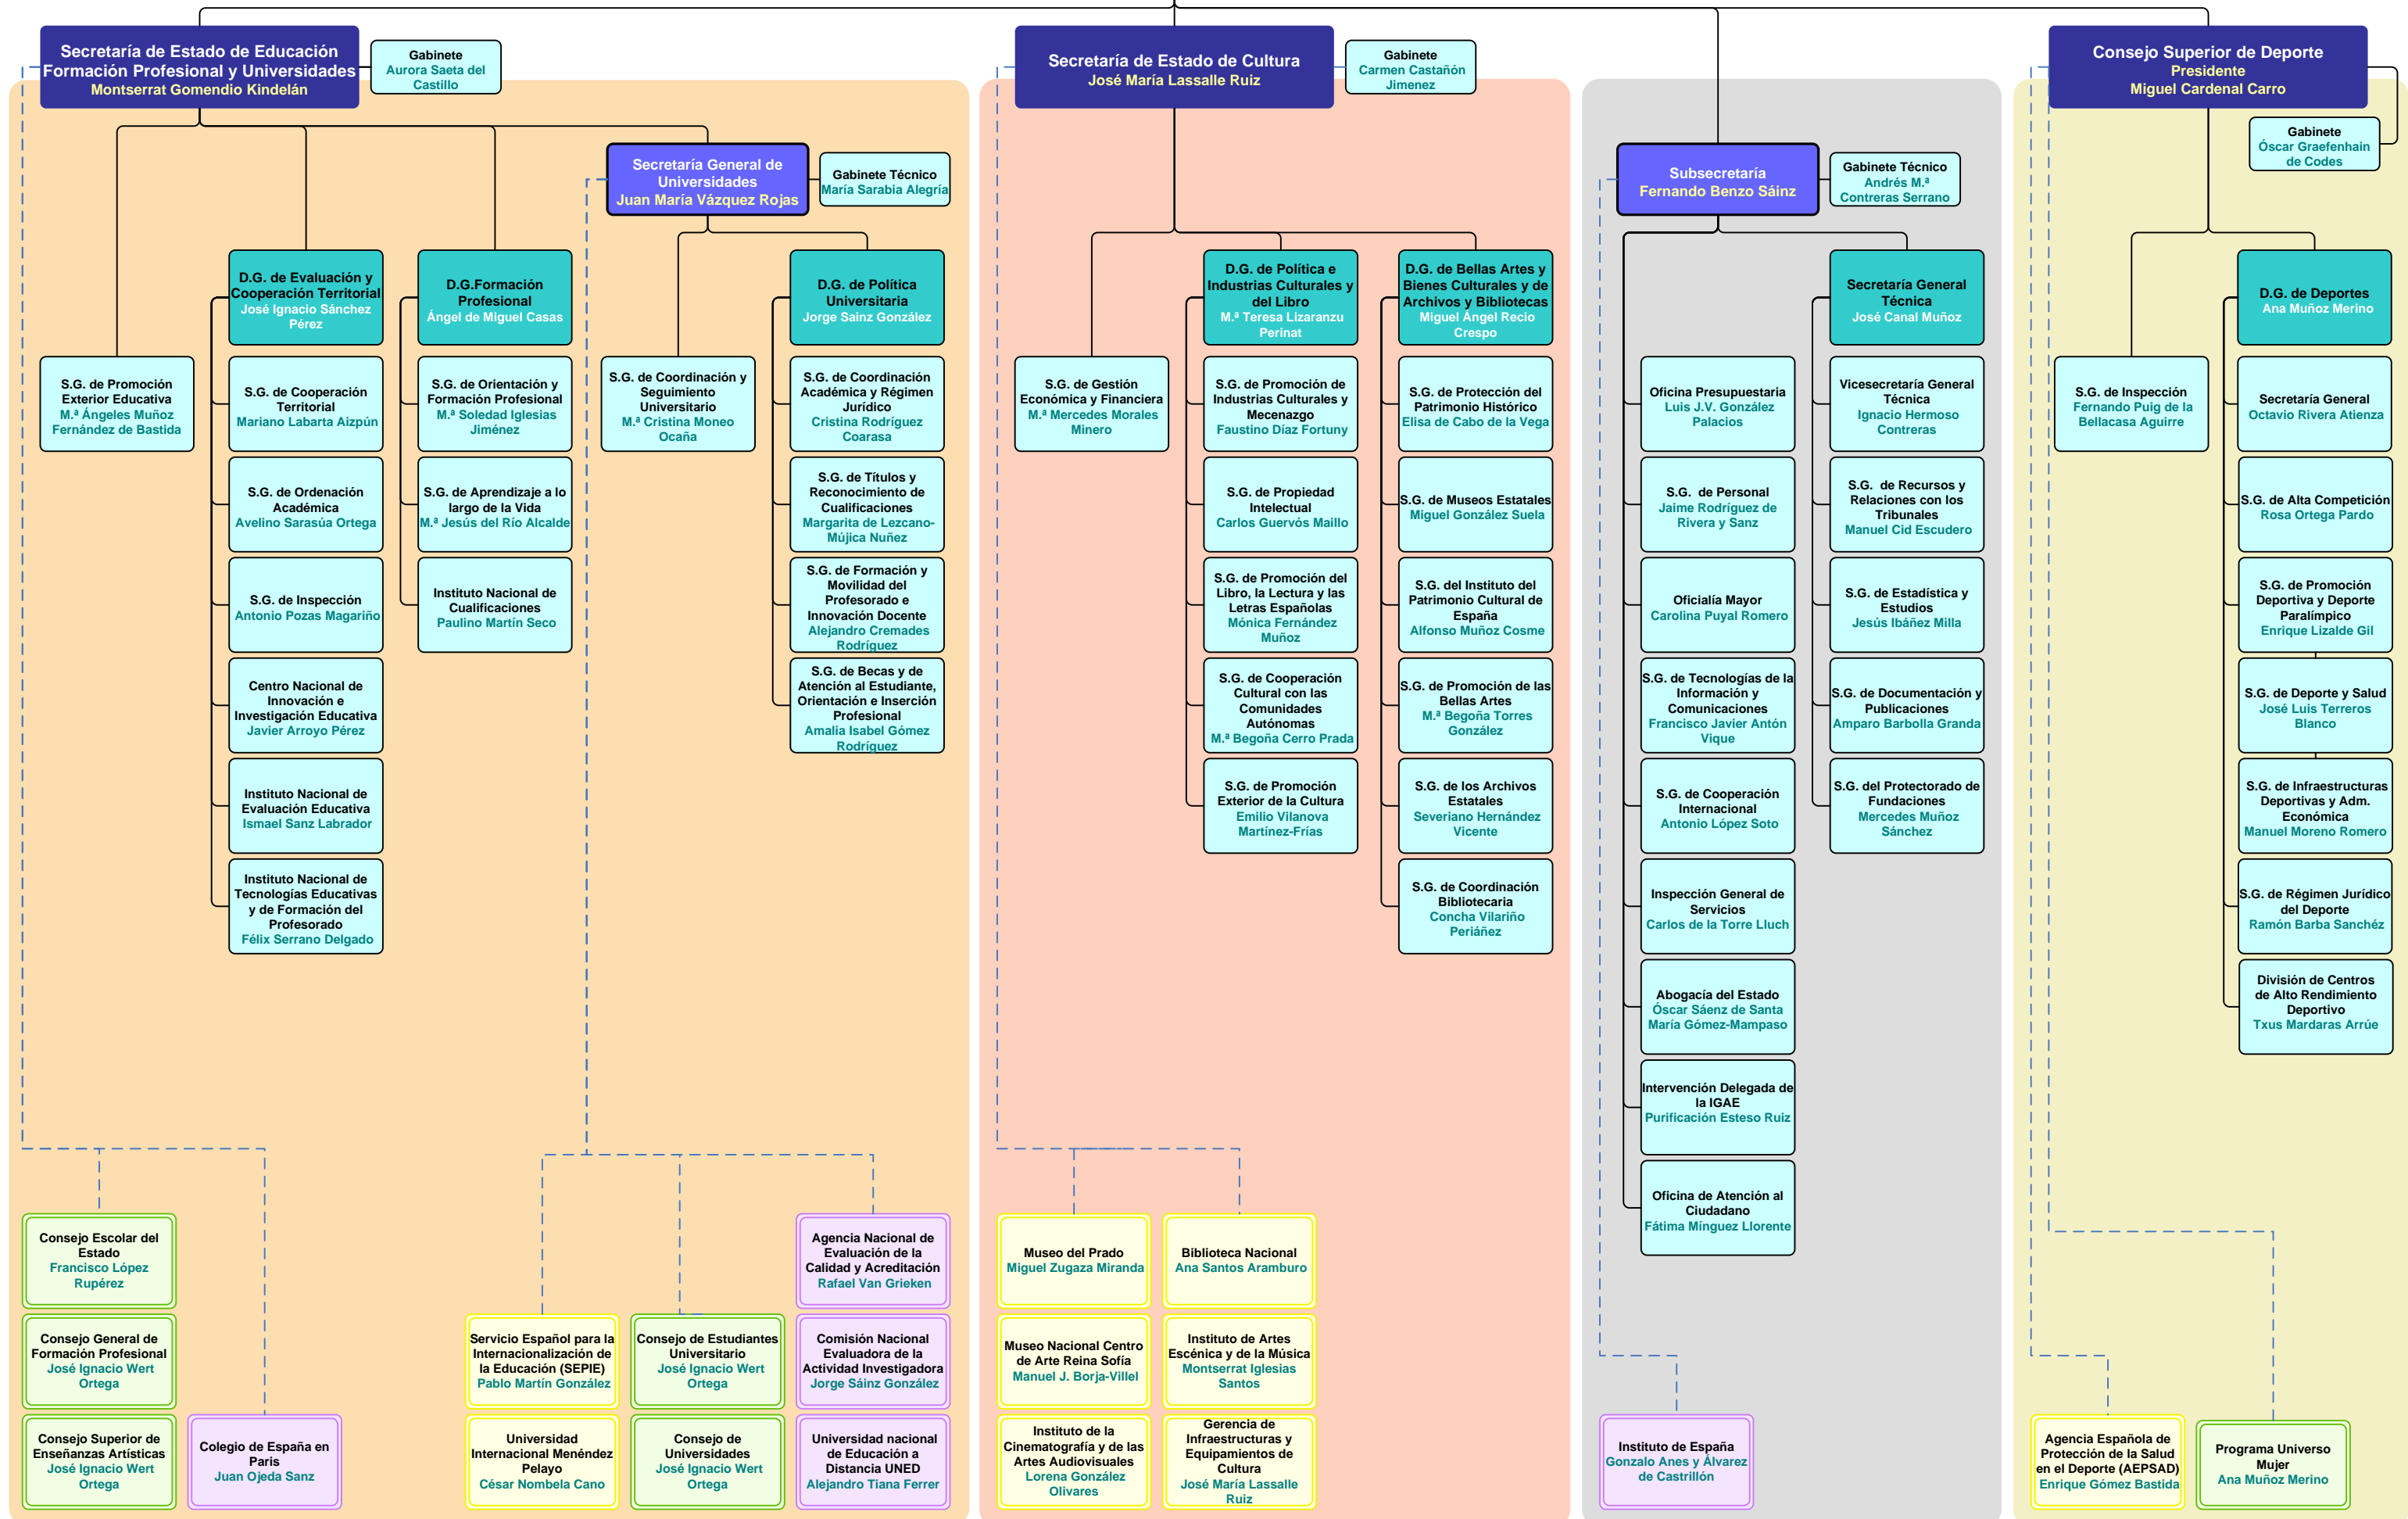 Secretaría de Estado de Educación
Formación Profesional y Universidades
Montserrat Gomendio Kindelán
Gabinete
Aurora Saeta del
Castillo
Secretaría General de
Universidades
Juan María Vázquez Rojas
Gabinete Técnico
María Sarabia Alegría
D.G. de Evaluación y
Cooperación Territorial
José Ignacio Sánchez
Pérez
D.G.Formación
Profesional
Ángel de Miguel Casas
D.G. de Política
Universitaria
Jorge Sainz González
S.G. de Promoción
Exterior Educativa
M.ª Ángeles Muñoz
Fernández de Bastida
S.G. de Cooperación
Territorial
Mariano Labarta Aizpún
S.G. de Ordenación
Académica
Avelino Sarasúa Ortega
S.G. de Inspección
Antonio Pozas Magariño
Centro Nacional de
Innovación e
Investigación Educativa
Javier Arroyo Pérez
Instituto Nacional de
Evaluación Educativa
Ismael Sanz Labrador
Instituto Nacional de
Tecnologías Educativas
y de Formación del
Profesorado
Félix Serrano Delgado
S.G. de Orientación y
Formación Profesional
M.ª Soledad Iglesias
Jiménez
S.G. de Aprendizaje a lo
largo de la Vida
M.ª Jesús del Río Alcalde
Instituto Nacional de
Cualificaciones
Paulino Martín Seco
S.G. de Coordinación y
Seguimiento
Universitario
M.ª Cristina Moneo
Ocaña
S.G. de Coordinación
Académica y Régimen
Jurídico
Cristina Rodríguez
Coarasa
S.G. de Títulos y
Reconocimiento de
Cualificaciones
Margarita de Lezcano-
Mújica Nuñez
S.G. de Formación y
Movilidad del
Profesorado e
Innovación Docente
Alejandro Cremades
Rodríguez
S.G. de Becas y de
Atención al Estudiante,
Orientación e Inserción
Profesional
Amalia Isabel Gómez
Rodríguez
Consejo Escolar del
Estado
Francisco López
Rupérez
Consejo General de
Formación Profesional
José Ignacio Wert
Ortega
Consejo Superior de
Enseñanzas Artísticas
José Ignacio Wert
Ortega
Colegio de España en
Paris
Juan Ojeda Sanz
Servicio Español para la
Internacionalización de
la Educación (SEPIE)
Pablo Martín González
Universidad
Internacional Menéndez
Pelayo
César Nombela Cano
Consejo de Estudiantes
Universitario
José Ignacio Wert
Ortega
Consejo de
Universidades
José Ignacio Wert
Ortega
Agencia Nacional de
Evaluación de la
Calidad y Acreditación
Rafael Van Grieken
Comisión Nacional
Evaluadora de la
Actividad Investigadora
Jorge Sáinz González
Universidad nacional
de Educación a
Distancia UNED
Alejandro Tiana Ferrer
Secretaría de Estado de Cultura
José María Lassalle Ruiz
Gabinete
Carmen Castañón
Jimenez
D.G. de Política e
Industrias Culturales y
del Libro
M.ª Teresa Lizaranzu
Perinat
D.G. de Bellas Artes y
Bienes Culturales y de
Archivos y Bibliotecas
Miguel Ángel Recio
Crespo
S.G. de Gestión
Económica y Financiera
M.ª Mercedes Morales
Minero
S.G. de Promoción de
Industrias Culturales y
Mecenazgo
Faustino Díaz Fortuny
S.G. de Propiedad
Intelectual
Carlos Guervós Maillo
S.G. de Promoción del
Libro, la Lectura y las
Letras Españolas
Mónica Fernández
Muñoz
S.G. de Cooperación
Cultural con las
Comunidades
Autónomas
M.ª Begoña Cerro Prada
S.G. de Promoción
Exterior de la Cultura
Emilio Vilanova
Martínez-Frías
S.G. de Protección del
Patrimonio Histórico
Elisa de Cabo de la Vega
S.G. de Museos Estatales
Miguel González Suela
S.G. del Instituto del
Patrimonio Cultural de
España
Alfonso Muñoz Cosme
S.G. de Promoción de las
Bellas Artes
M.ª Begoña Torres
González
S.G. de los Archivos
Estatales
Severiano Hernández
Vicente
S.G. de Coordinación
Bibliotecaria
Concha Vilariño
Periáñez
Museo del Prado
Miguel Zugaza Miranda
Biblioteca Nacional
Ana Santos Aramburo
Museo Nacional Centro
de Arte Reina Sofía
Manuel J. Borja-Villel
Instituto de Artes
Escénica y de la Música
Montserrat Iglesias
Santos
Instituto de la
Cinematografía y de las
Artes Audiovisuales
Lorena González
Olivares
Gerencia de
Infraestructuras y
Equipamientos de
Cultura
José María Lassalle
Ruiz
Subsecretaría
Fernando Benzo Sáinz
Gabinete Técnico
Andrés M.ª
Contreras Serrano
Secretaría General
Técnica
José Canal Muñoz
Oficina Presupuestaria
Luis J.V. González
Palacios
S.G. de Personal
Jaime Rodríguez de
Rivera y Sanz
Oficialía Mayor
Carolina Puyal Romero
S.G. de Tecnologías de la
Información y
Comunicaciones
Francisco Javier Antón
Vique
S.G. de Cooperación
Internacional
Antonio López Soto
Inspección General de
Servicios
Carlos de la Torre Lluch
Abogacía del Estado
Óscar Sáenz de Santa
María Gómez-Mampaso
Intervención Delegada de
la IGAE
Purificación Esteso Ruiz
Oficina de Atención al
Ciudadano
Fátima Mínguez Llorente
Vicesecretaría General
Técnica
Ignacio Hermoso
Contreras
S.G. de Recursos y
Relaciones con los
Tribunales
Manuel Cid Escudero
S.G. de Estadística y
Estudios
Jesús Ibáñez Milla
S.G. de Documentación y
Publicaciones
Amparo Barbolla Granda
S.G. del Protectorado de
Fundaciones
Mercedes Muñoz
Sánchez
Instituto de España
Gonzalo Anes y Álvarez
de Castrillón
Consejo Superior de Deporte
Presidente
Miguel Cardenal Carro
Gabinete
Óscar Graefenhain
de Codes
D.G. de Deportes
Ana Muñoz Merino
S.G. de Inspección
Fernando Puig de la
Bellacasa Aguirre
Secretaría General
Octavio Rivera Atienza
S.G. de Alta Competición
Rosa Ortega Pardo
S.G. de Promoción
Deportiva y Deporte
Paralímpico
Enrique Lizalde Gil
S.G. de Deporte y Salud
José Luis Terreros
Blanco
S.G. de Infraestructuras
Deportivas y Adm.
Económica
Manuel Moreno Romero
S.G. de Régimen Jurídico
del Deporte
Ramón Barba Sanchéz
División de Centros
de Alto Rendimiento
Deportivo
Txus Mardaras Arrúe
Agencia Española de
Protección de la Salud
en el Deporte (AEPSAD)
Enrique Gómez Bastida
Programa Universo
Mujer
Ana Muñoz Merino